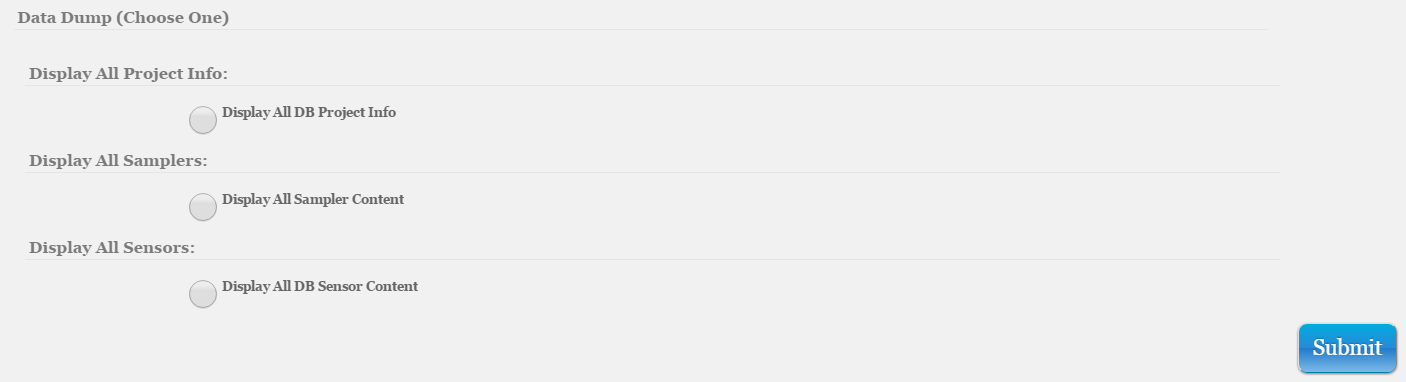 Data Dump (Choose One)
Display All Project Info:
Display All DB Project Info
Display All Samplers:
Display All Sampler Content
Display All Sensors:
Display All DB Sensor Content
Submit